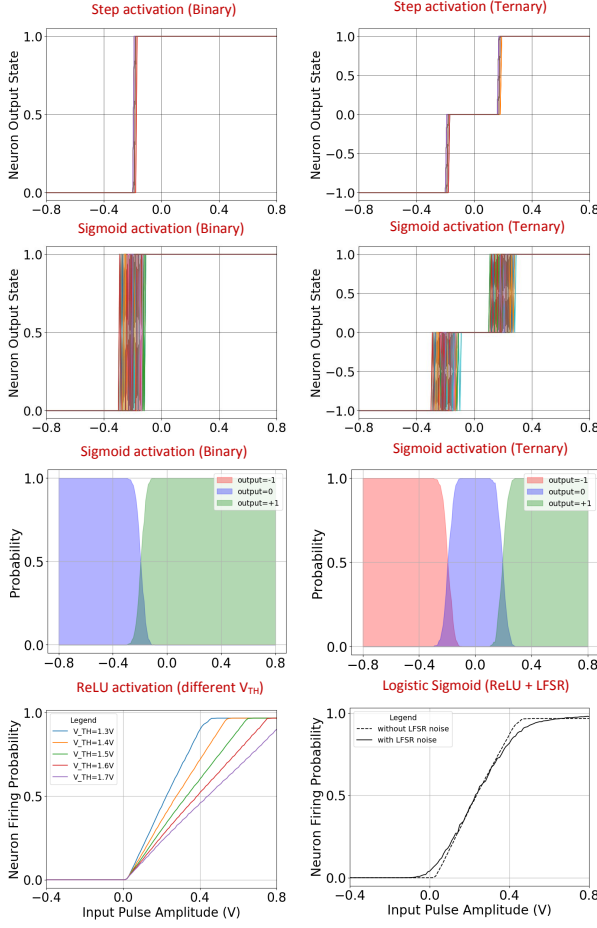 Step activation (Binary)
Neuron Output State
1.0
0.5
0.0
−0.8 −0.4 0.0 0.4 0.8
Step activation (Ternary)
Neuron Output State
1.0
0.5
0.0
−0.5
−1.0
−0.8 −0.4 0.0 0.4 0.8
Sigmoid activation (Binary)
Neuron Output State
1.0
0.5
0.0
−0.8 −0.4 0.0 0.4 0.8
Sigmoid activation (Ternary)
Neuron Output State
1.0
0.5
0.0
−0.5
−1.0
−0.8 −0.4 0.0 0.4 0.8
Sigmoid activation (Binary)
Probability
1.0
0.5
0.0
output=-1
output=0
output=+1
−0.8 −0.4 0.0 0.4 0.8
Sigmoid activation (Ternary)
Probability
1.0
0.5
0.0
output=-1
output=0
output=+1
−0.8 −0.4 0.0 0.4 0.8
ReLU activation (different VTH)
Neuron Firing Probability
1.0
0.5
0.0
Legend
V_TH=1.3V
V_TH=1.4V
V_TH=1.5V
V_TH=1.6V
V_TH=1.7V
−0.4 0.0 0.4 0.8
Input Pulse Amplitude (V)
Logistic Sigmoid (ReLU + LFSR)
Neuron Firing Probability
1.0
0.5
0.0
Legend
without LFSR noise
with LFSR noise
−0.4 0.0 0.4 0.8
Input Pulse Amplitude (V)